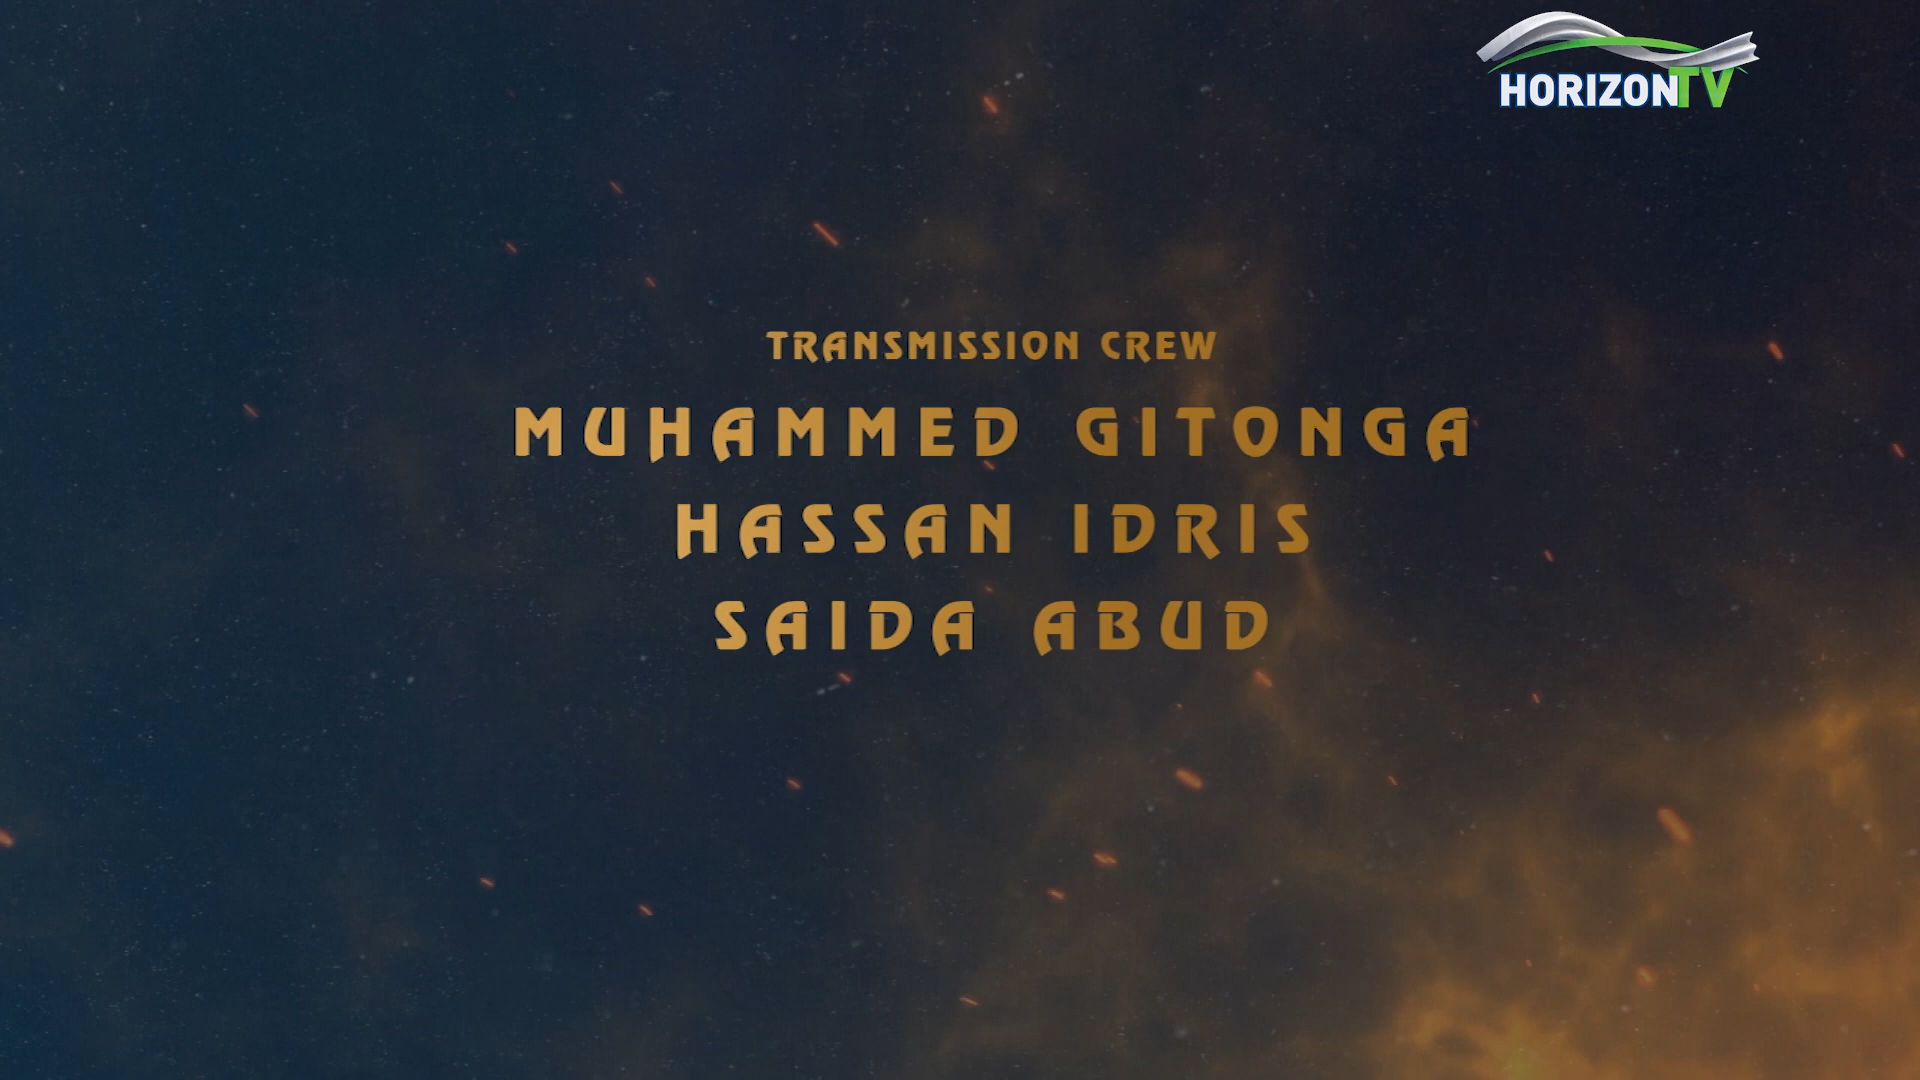 HORIZONTV
TRANSMISSION CREW
MUHAMMED GITONGA
HASSAN IDRIS
SAIDA ABUD